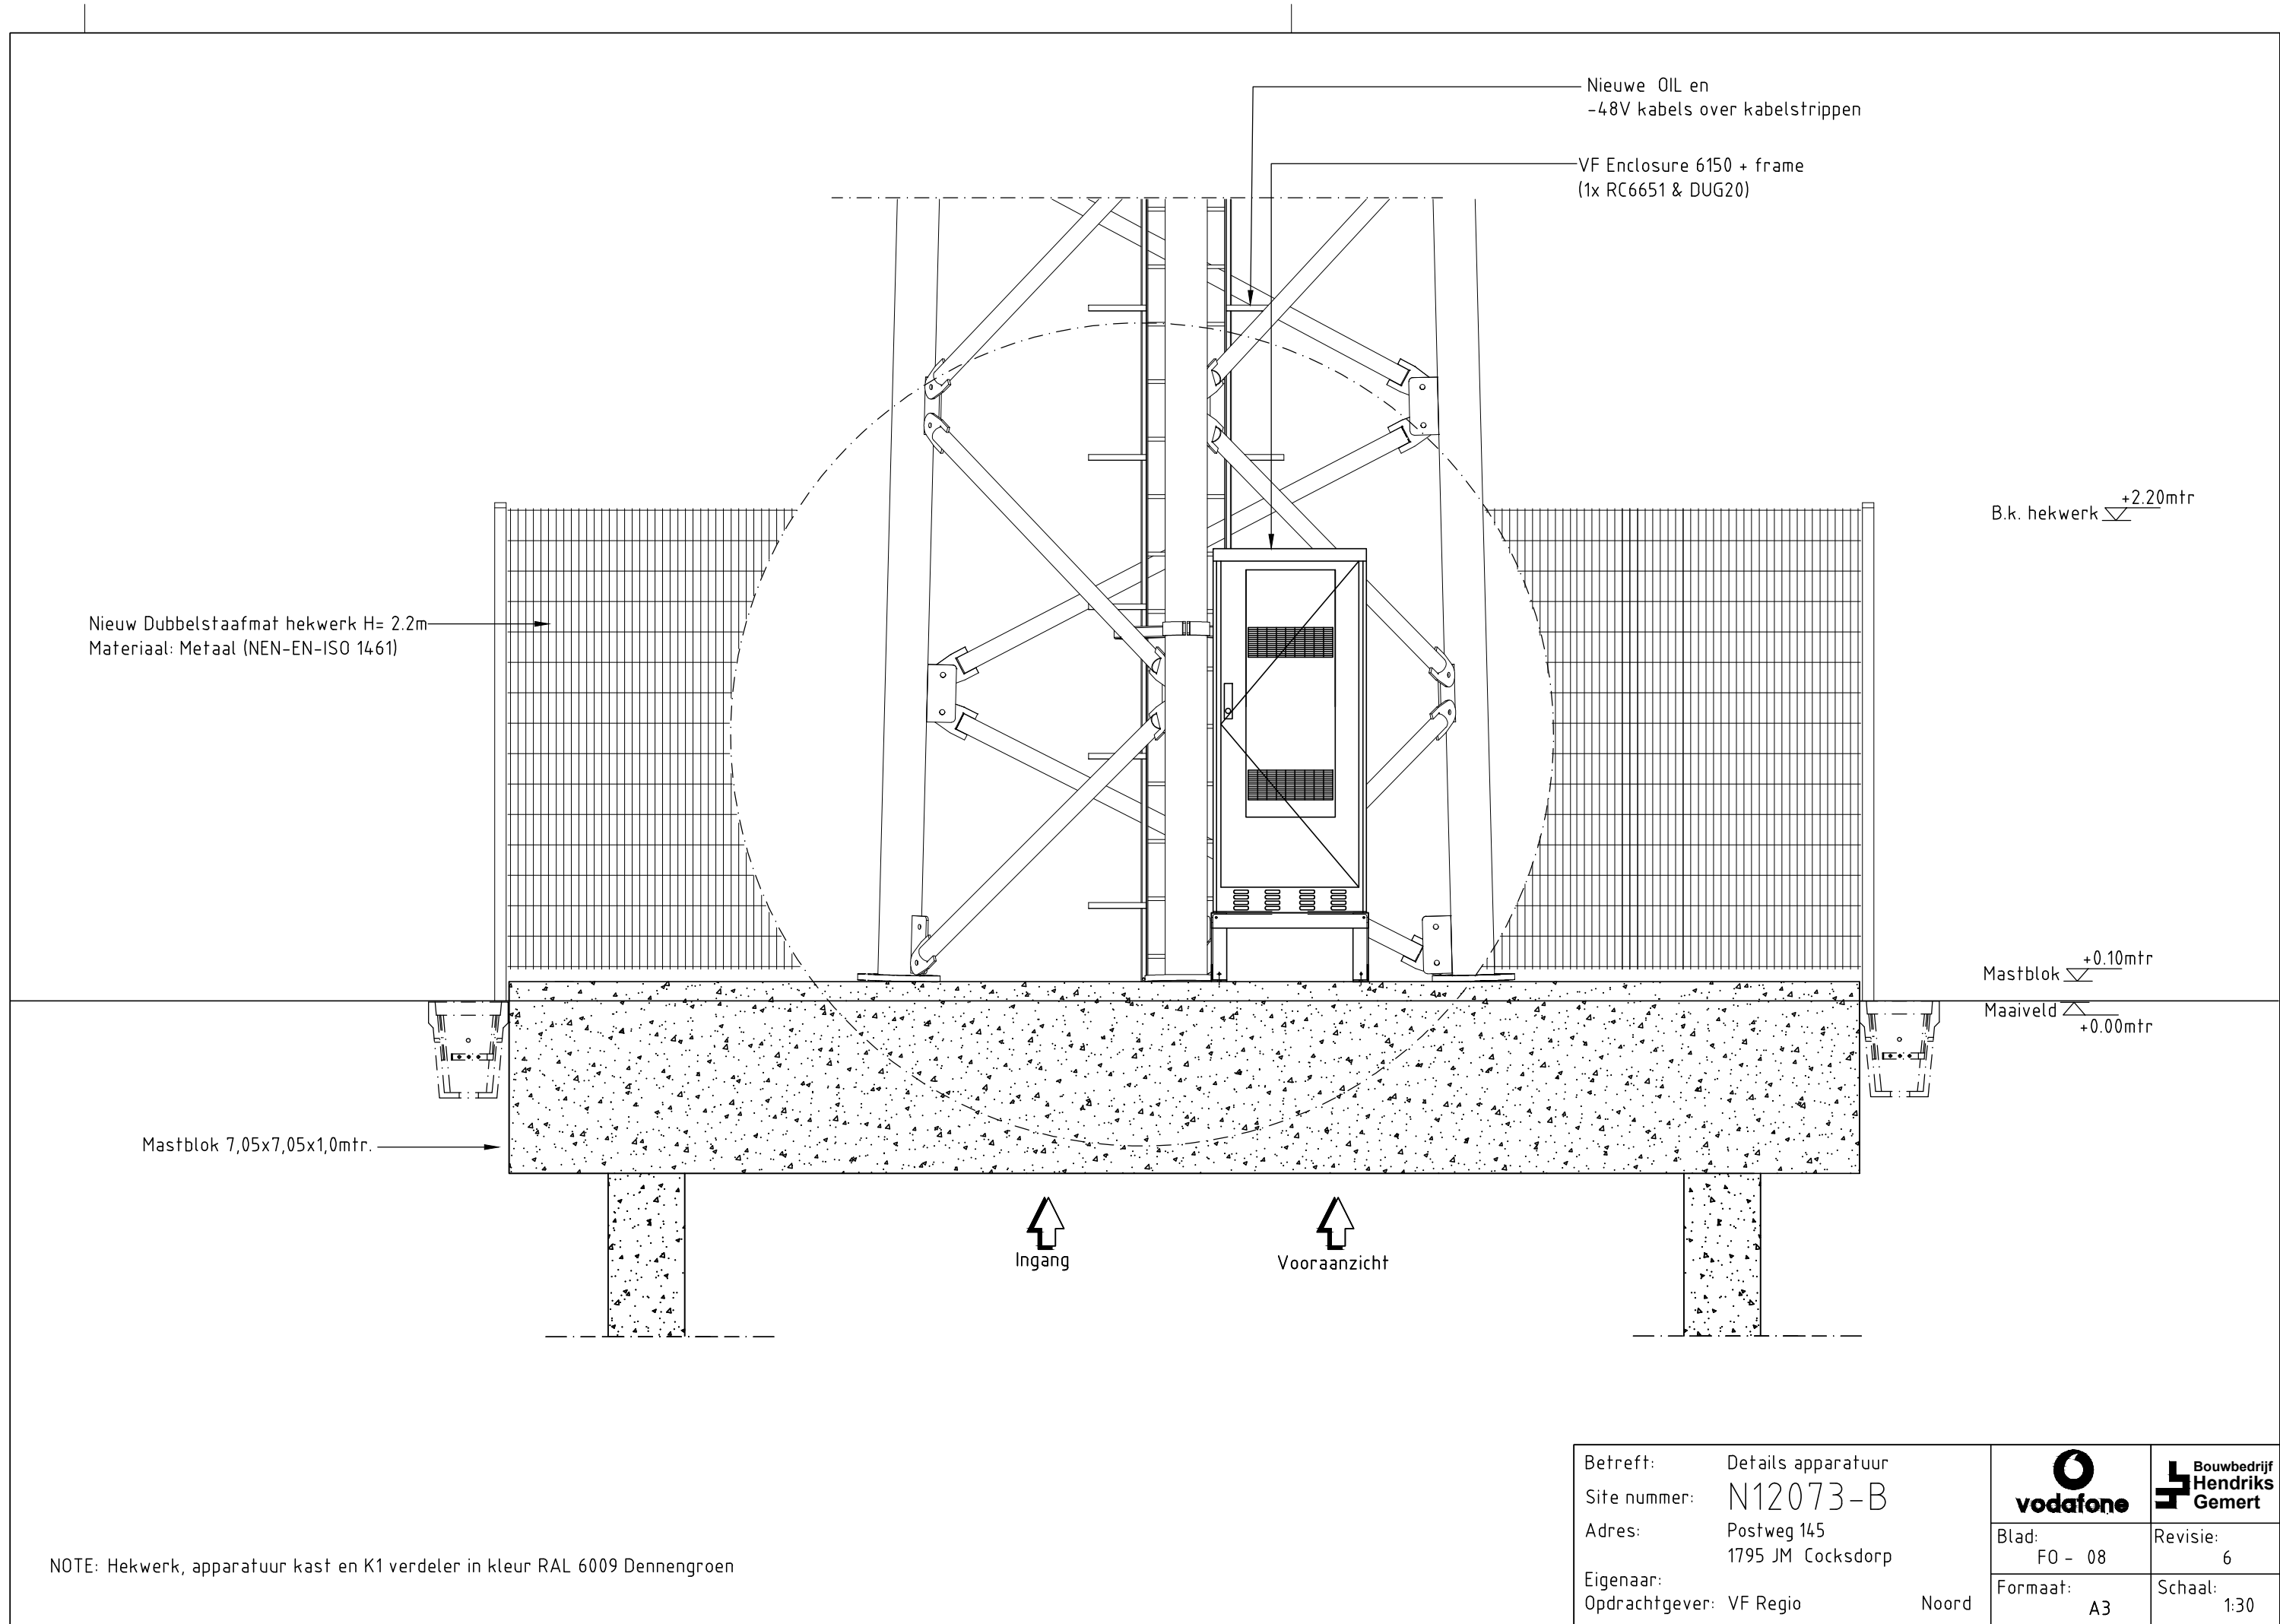 Nieuwe OIL en
-48V kabels over kabelstrippen
VF Enclosure 6150 + frame
(1x RC6651 & DUG20)
+2.20mtr
B.k. hekwerk
Nieuw Dubbelstaafmat hekwerk H= 2.2m
Materiaal: Metaal (NEN-EN-ISO 1461)
+0.10mtr
Mastblok
Maaiveld
+0.00mtr
Mastblok 7,05x7,05x1,0mtr.
Ingang
Vooraanzicht
NOTE: Hekwerk, apparatuur kast en K1 verdeler in kleur RAL 6009 Dennengroen
Betreft: Details apparatuur
Site nummer: N12073-B
Adres: Postweg 145
1795 JM Cocksdorp
Eigenaar:
Opdrachtgever: VF Regio Noord
vodafone
Bouwbedrijf
Hendriks
Gemert
Blad:
FO - 08
Revisie:
6
Formaat:
A3
Schaal:
1:30